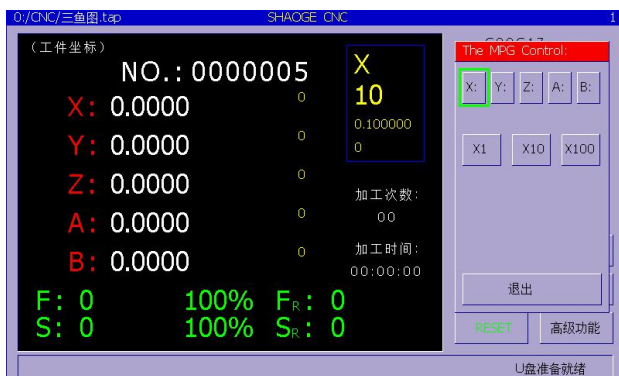 0:/CNC/三鱼图.tap SHAOGE CNC 1
(工件坐标)
NO.: 0000005
X: 0.0000 0
Y: 0.0000 0
Z: 0.0000 0
A: 0.0000 0
B: 0.0000 0
F: 0 100% FR: 0
S: 0 100% SR: 0
X
10
0.100000
0
加工次数:
00
加工时间:
00:00:00
The MPG Control:
X: Y: Z: A: B:
X1 X10 X100
退出
RESET 高级功能
U盘准备就绪